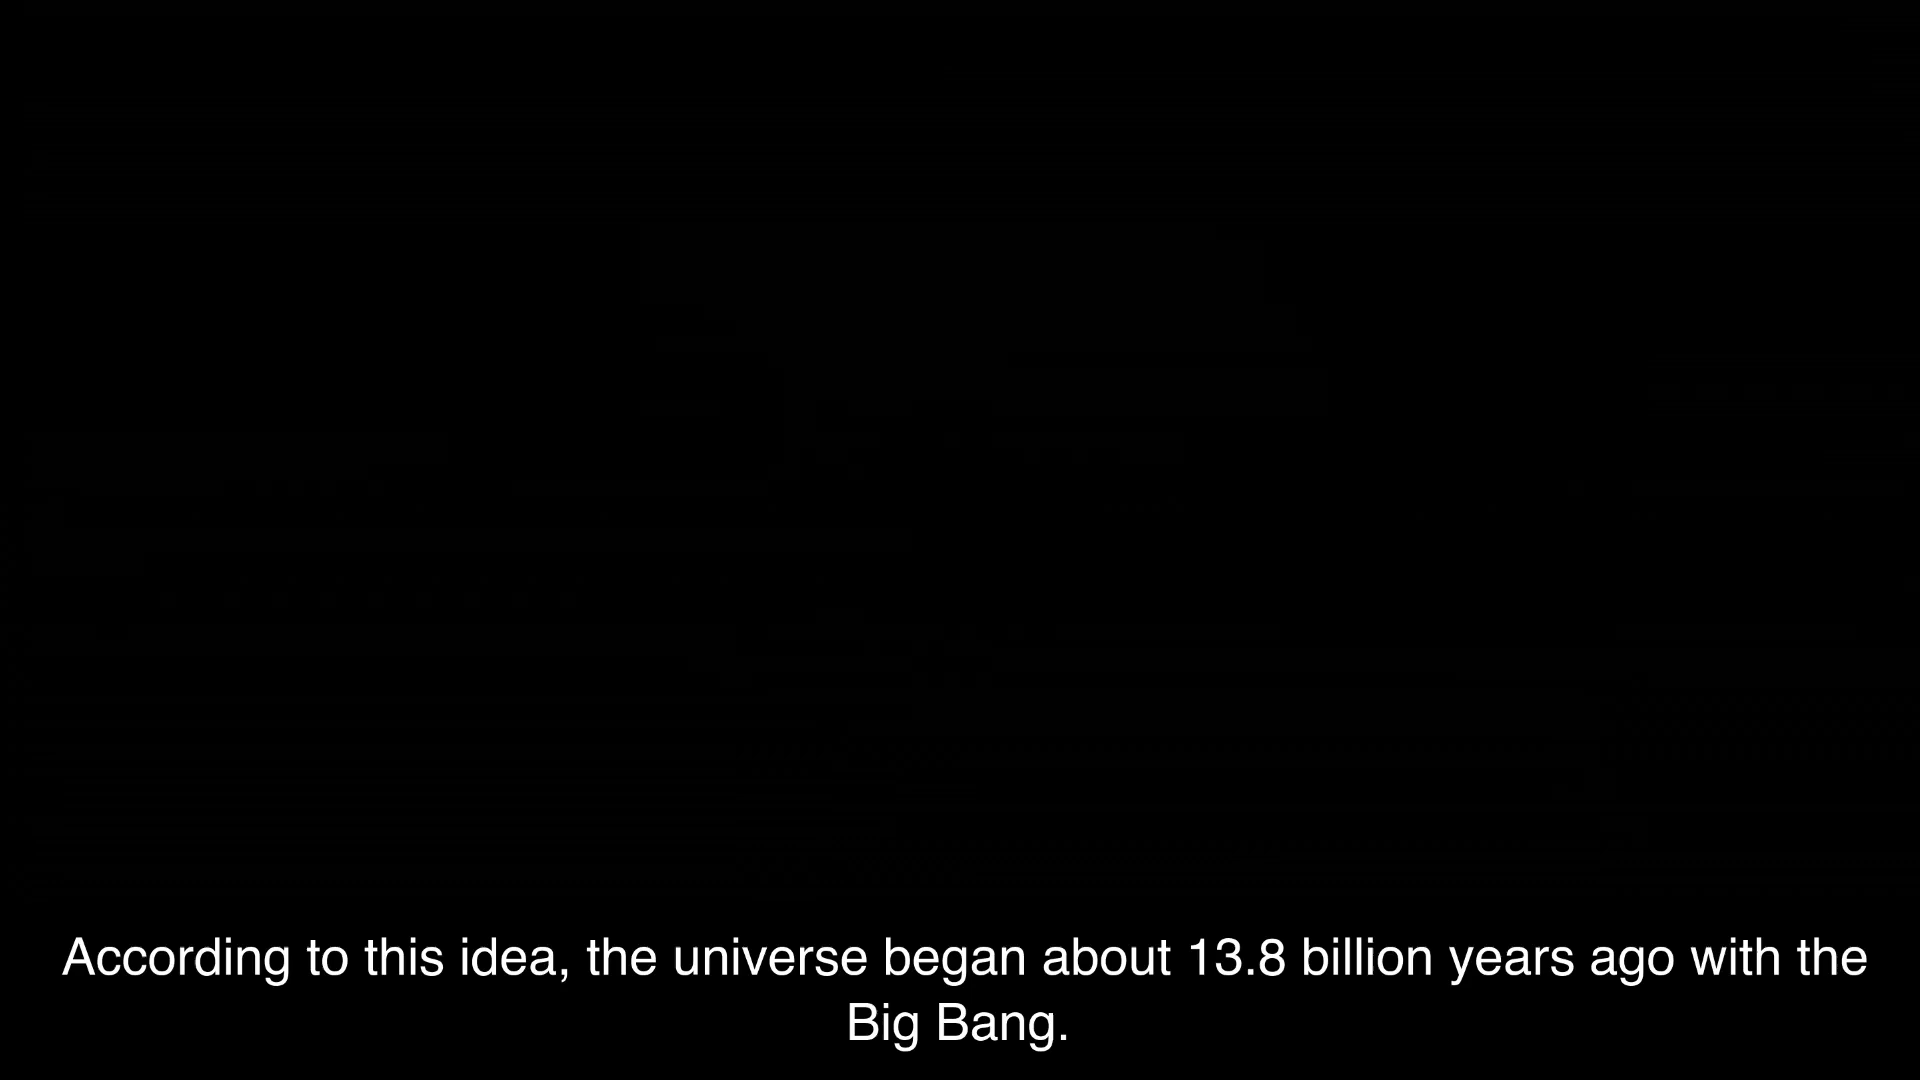 According to this idea, the universe began about 13.8 billion years ago with the
Big Bang.